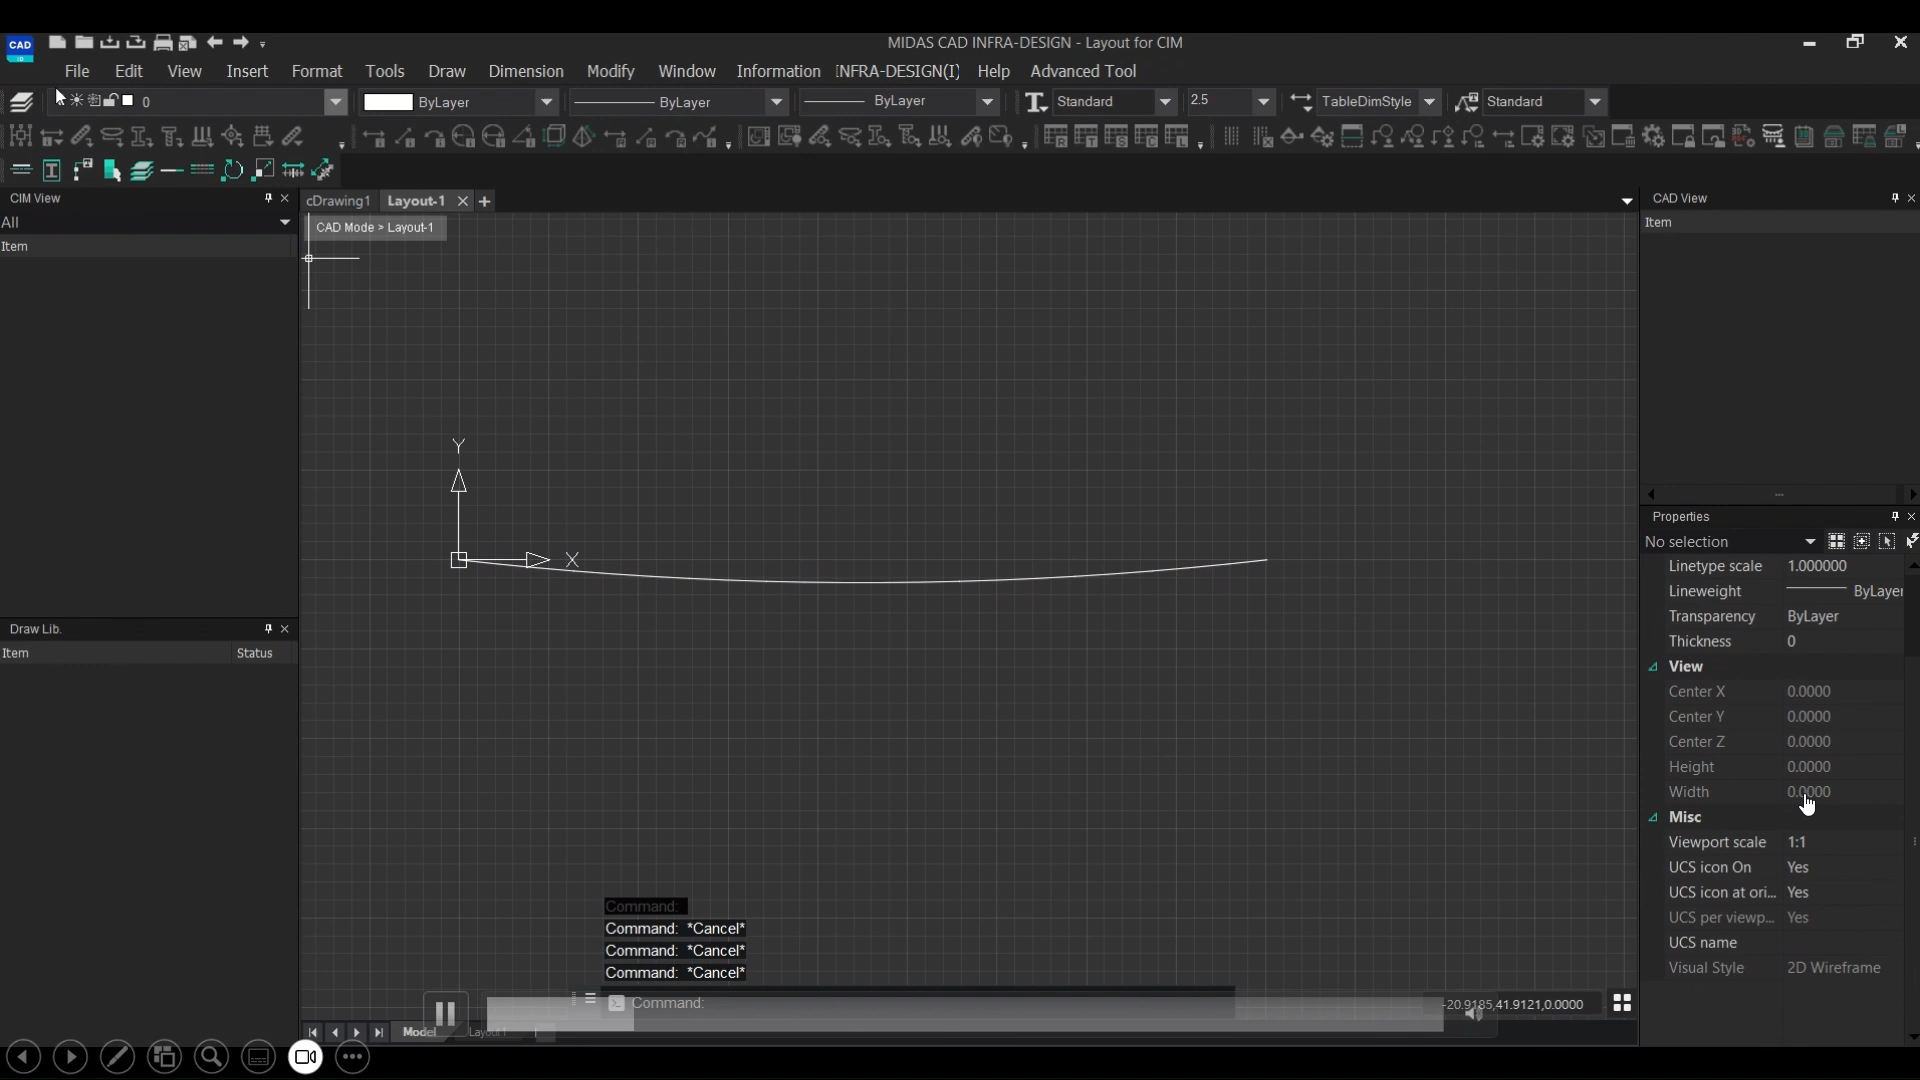 CAD
MIDAS CAD INFRA-DESIGN - Layout for CIM
File Edit View Insert Format Tools Draw Dimension Modify Window Information INFRA-DESIGN(I) Help Advanced Tool
0 ByLayer ByLayer ByLayer Standard 2.5 TableDimStyle Standard
CIM View
All
Item
cDrawing1 Layout-1
CAD Mode > Layout-1
Y
X
Draw Lib.
Item Status
Command:
Command: *Cancel*
Command: *Cancel*
Command: *Cancel*
Command:
-20.9185,41.9121,0.0000
Model Layout1
CAD View
Item
Properties
No selection
Linetype scale 1.000000
Lineweight ByLayer
Transparency ByLayer
Thickness 0
View
Center X 0.0000
Center Y 0.0000
Center Z 0.0000
Height 0.0000
Width 0.0000
Misc
Viewport scale 1:1
UCS icon On Yes
UCS icon at ori... Yes
UCS per viewp... Yes
UCS name
Visual Style 2D Wireframe